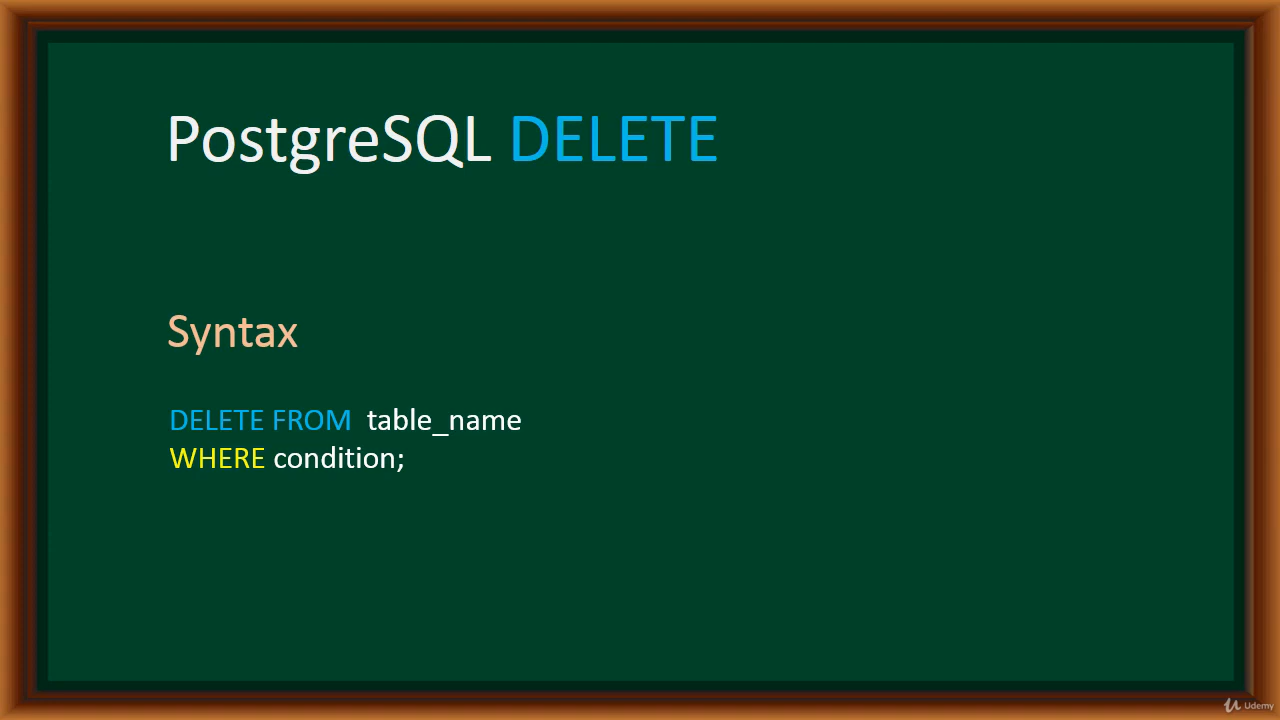 PostgreSQL DELETE
Syntax
DELETE FROM table_name
WHERE condition;
Udemy